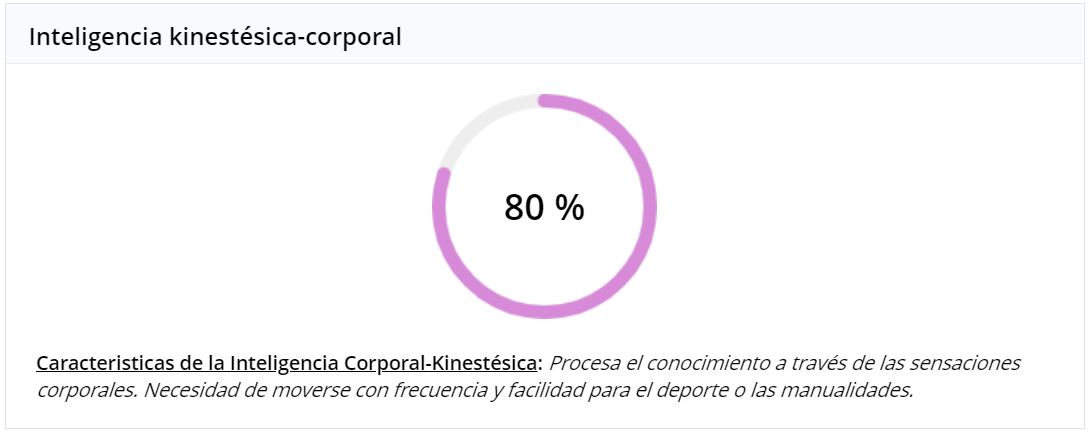 Inteligencia kinestésica-corporal
80 %
Caracteristicas de la Inteligencia Corporal-Kinestésica: Procesa el conocimiento a través de las sensaciones
corporales. Necesidad de moverse con frecuencia y facilidad para el deporte o las manualidades.